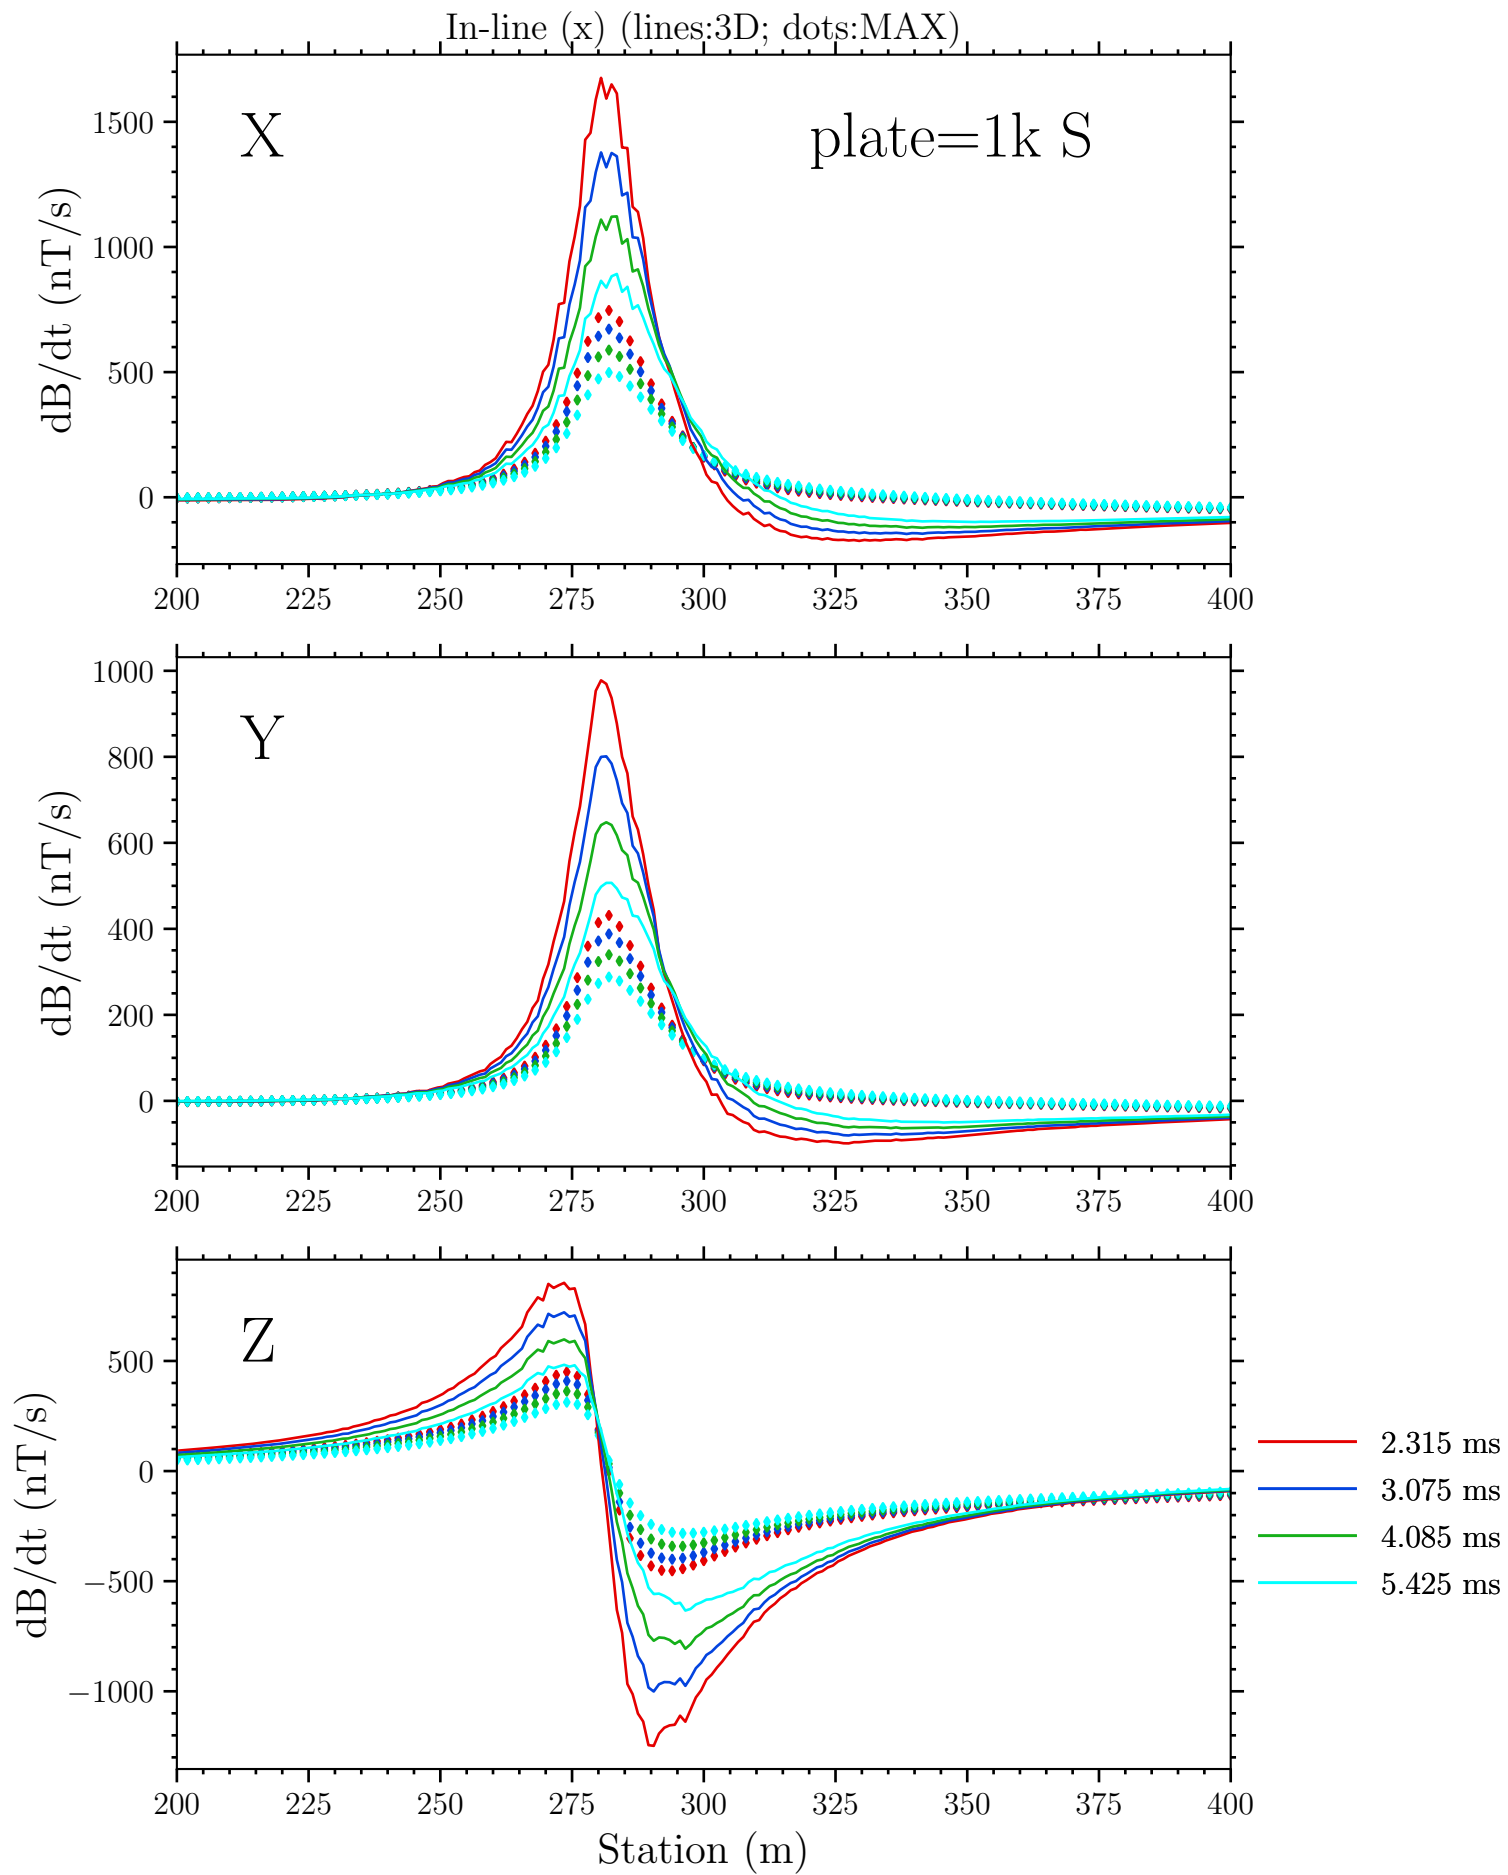 In-line (x) (lines:3D; dots:MAX)
X
plate=1k S
dB/dt (nT/s)
1500
1000
500
0
200 225 250 275 300 325 350 375 400
Y
dB/dt (nT/s)
1000
800
600
400
200
0
200 225 250 275 300 325 350 375 400
Z
dB/dt (nT/s)
500
0
−500
−1000
200 225 250 275 300 325 350 375 400
Station (m)
2.315 ms
3.075 ms
4.085 ms
5.425 ms